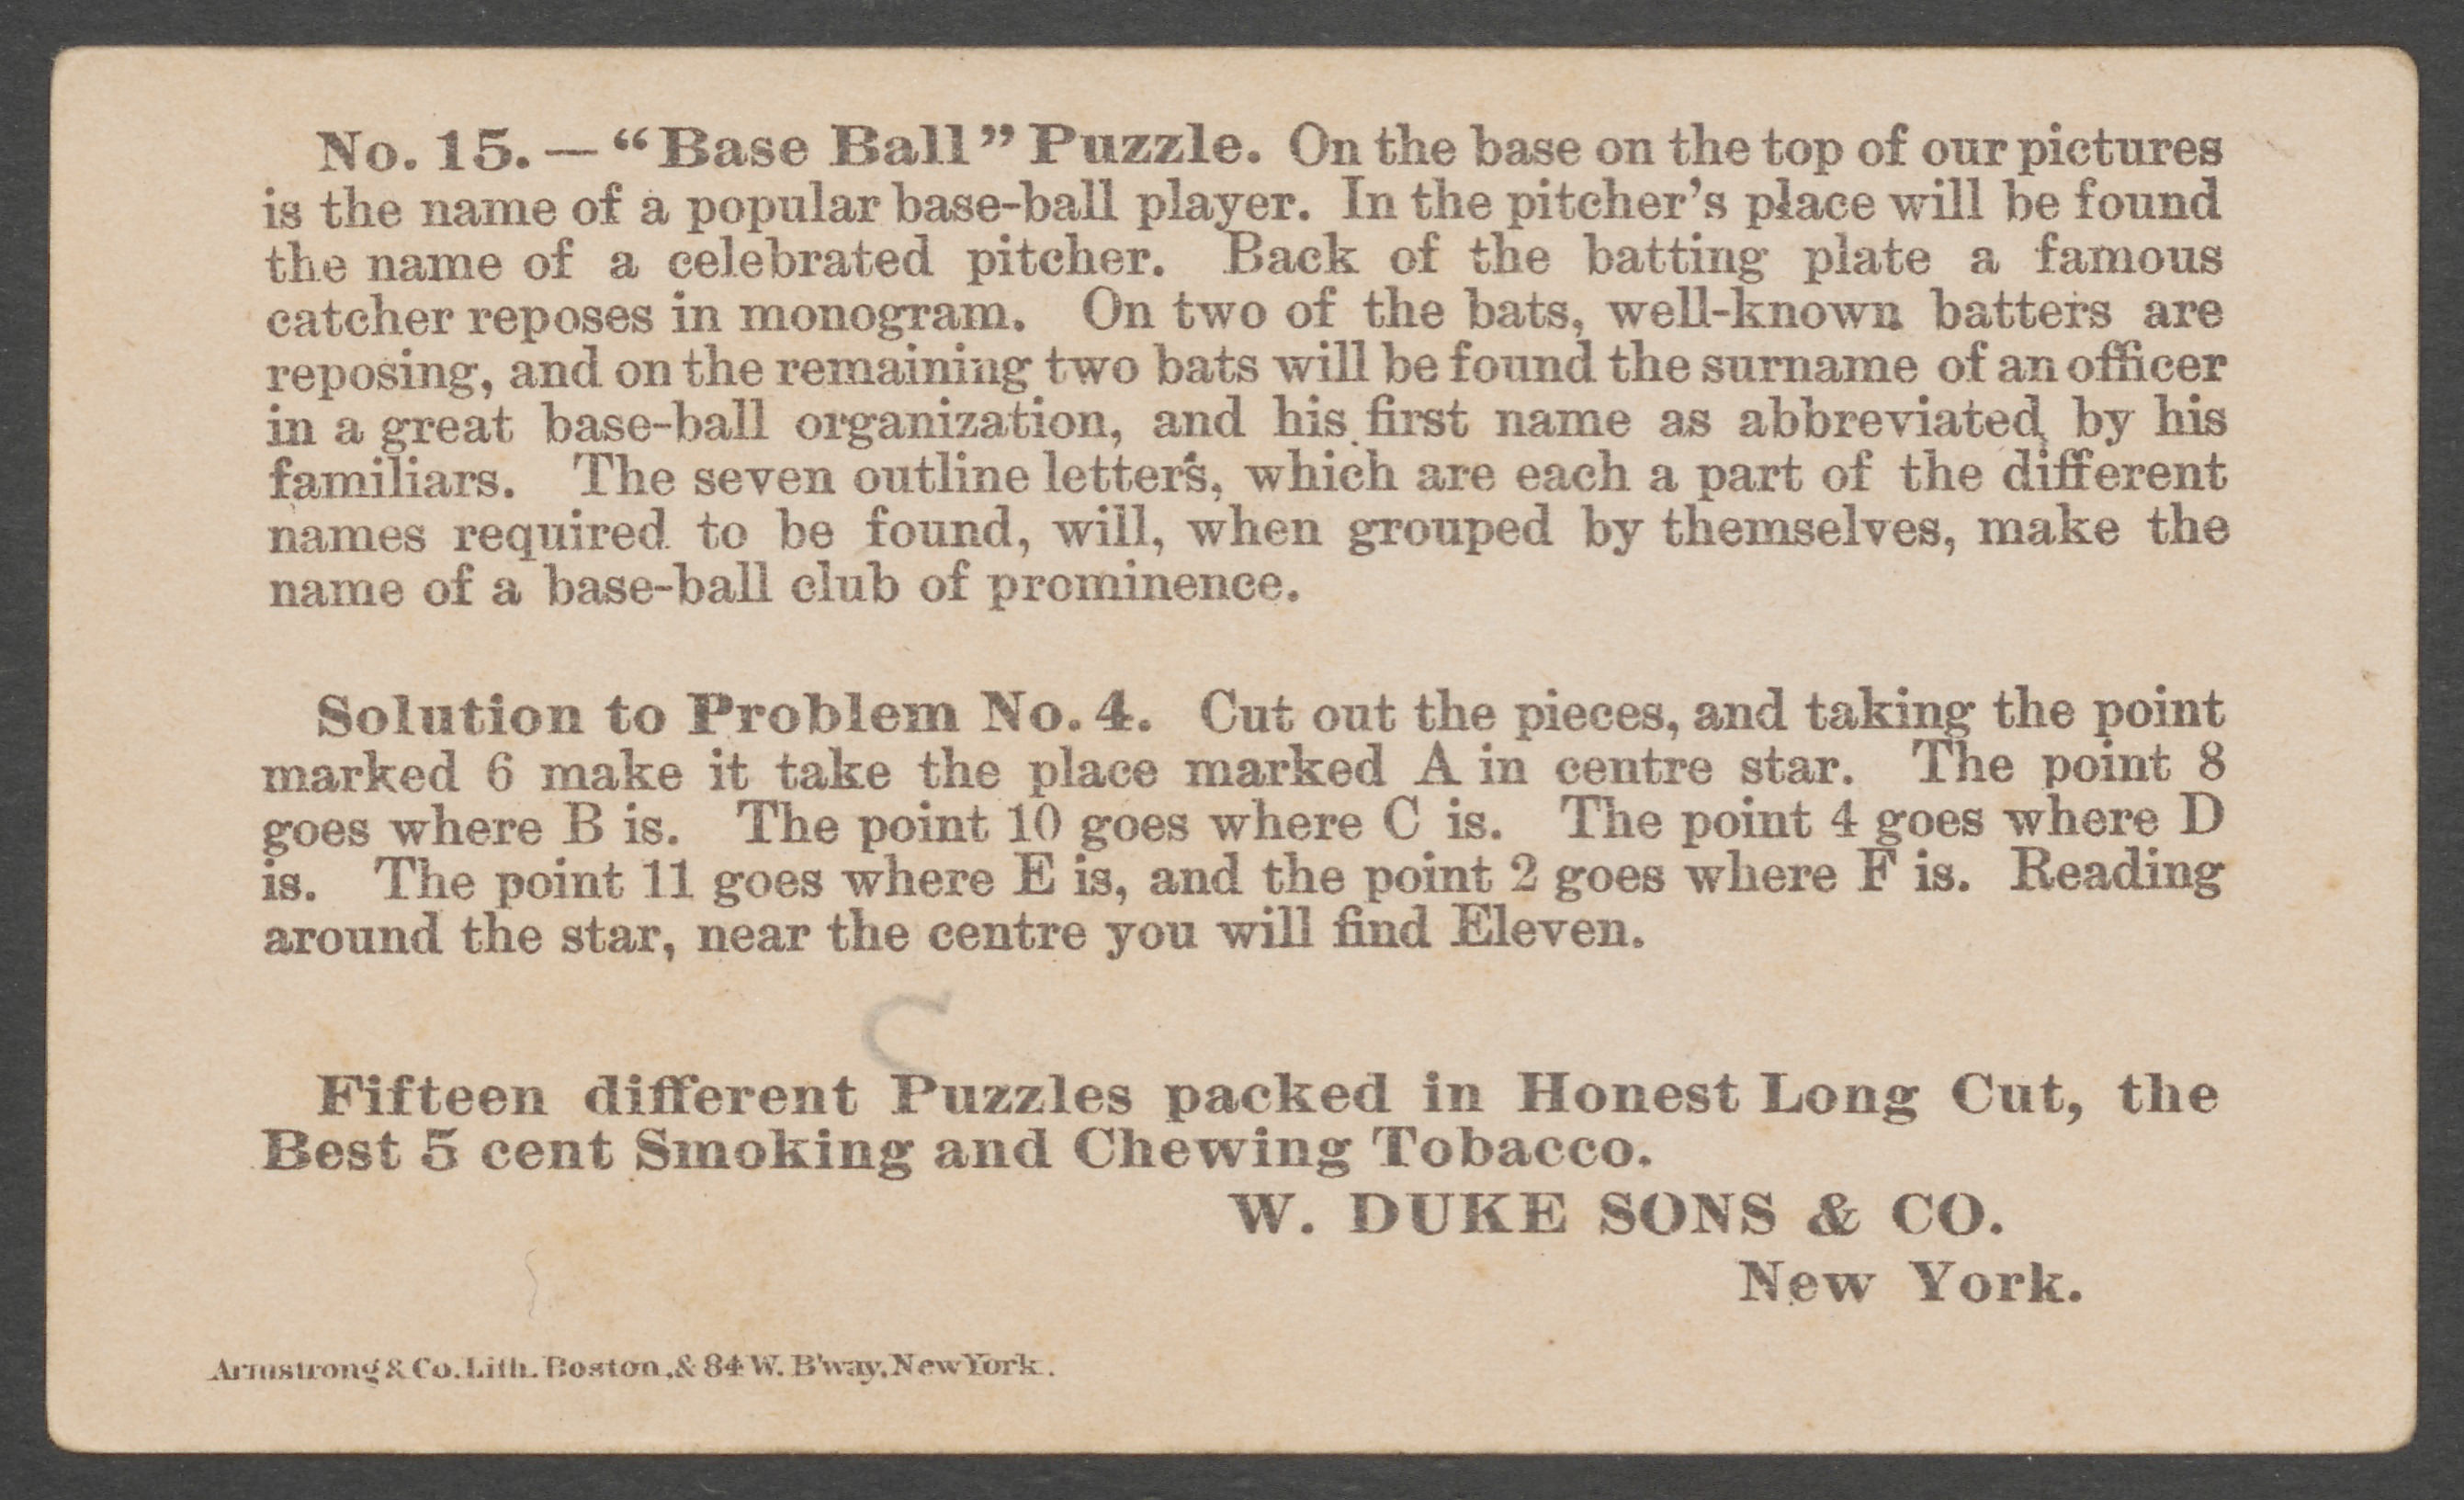 No. 15. — “Base Ball” Puzzle. On the base on the top of our pictures
is the name of a popular base-ball player. In the pitcher’s place will be found
the name of a celebrated pitcher. Back of the batting plate a famous
catcher reposes in monogram. On two of the bats, well-known batters are
reposing, and on the remaining two bats will be found the surname of an officer
in a great base-ball organization, and his first name as abbreviated by his
familiars. The seven outline letters, which are each a part of the different
names required to be found, will, when grouped by themselves, make the
name of a base-ball club of prominence.
Solution to Problem No. 4. Cut out the pieces, and taking the point
marked 6 make it take the place marked A in centre star. The point 8
goes where B is. The point 10 goes where C is. The point 4 goes where D
is. The point 11 goes where E is, and the point 2 goes where F is. Reading
around the star, near the centre you will find Eleven.
Fifteen different Puzzles packed in Honest Long Cut, the
Best 5 cent Smoking and Chewing Tobacco.
W. DUKE SONS & CO.
New York.
Armstrong & Co. Lith. Boston, & 84 W. B'way, New York.